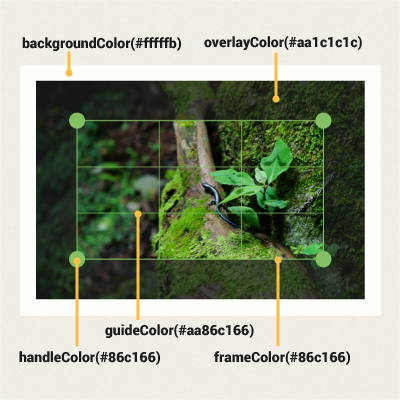 backgroundColor(#fffffb)
overlayColor(#aa1c1c1c)
guideColor(#aa86c166)
handleColor(#86c166)
frameColor(#86c166)